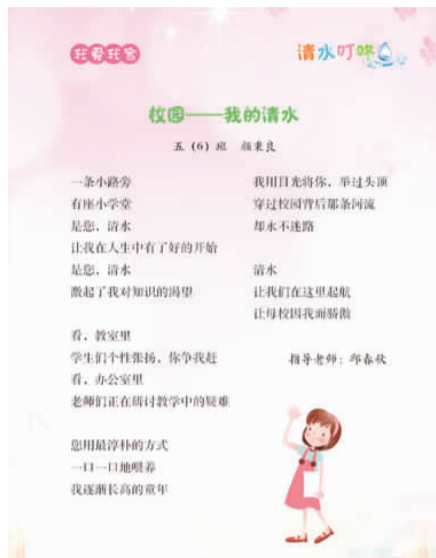 我爱我家
清水叮咚
校园——我的清水
五（6）班 颜秉良
一条小路旁
有座小学堂
是您，清水
让我在人生中有了好的开始
是您，清水
激起了我对知识的渴望
看，教室里
学生们个性张扬，你争我赶
看，办公室里
老师们正在研讨教学中的疑难
您用最淳朴的方式
一口一口地喂养
我逐渐长高的童年
我用目光将你，举过头顶
穿过校园背后那条河流
却永不迷路
清水
让我们在这里起航
让母校因我而骄傲
指导老师：邹春秋